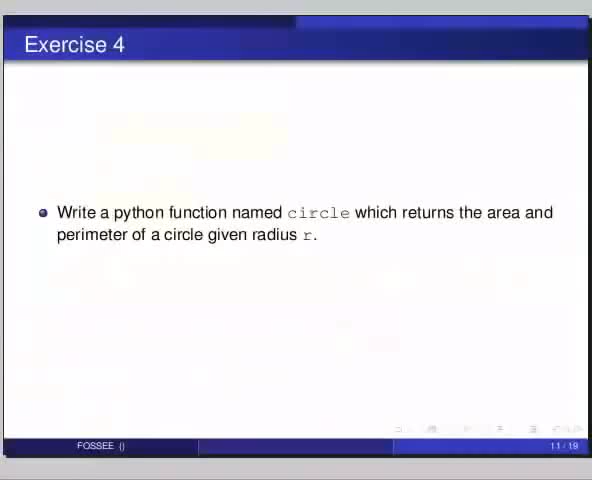 Exercise 4
Write a python function named circle which returns the area and
perimeter of a circle given radius r.
FOSSEE ()
11 / 19